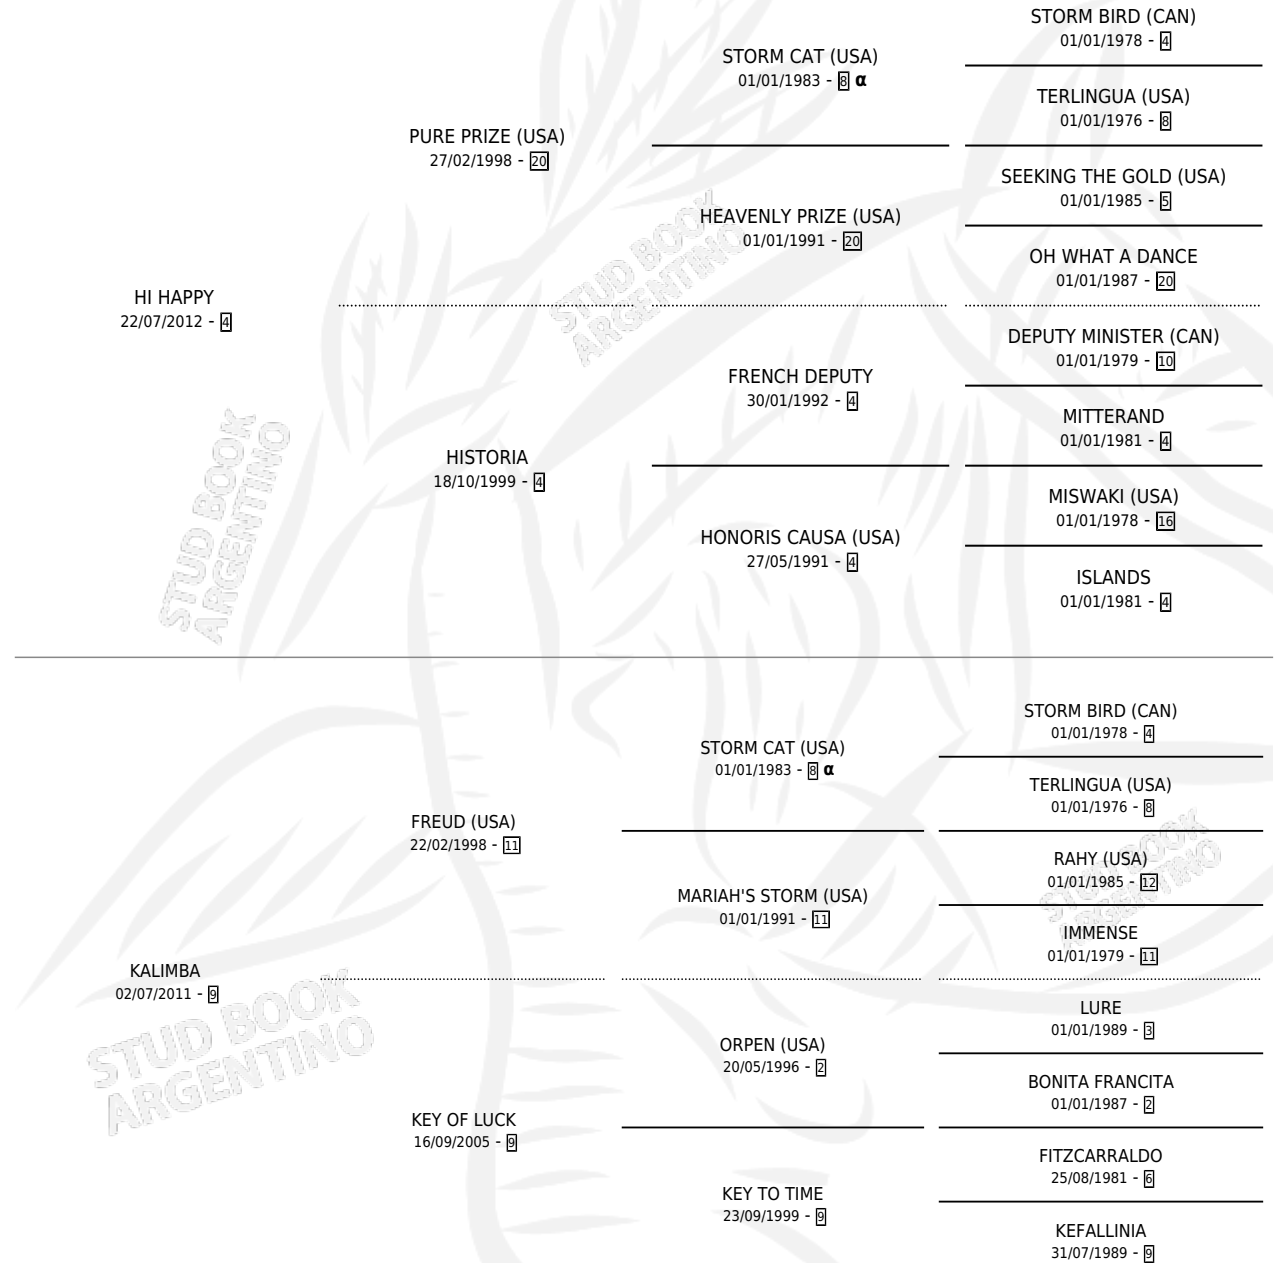 STORM BIRD (CAN)
01/01/1978 - 4
STORM CAT (USA)
01/01/1983 - 8 α
TERLINGUA (USA)
01/01/1976 - 8
PURE PRIZE (USA)
27/02/1998 - 20
SEEKING THE GOLD (USA)
01/01/1985 - 5
HEAVENLY PRIZE (USA)
01/01/1991 - 20
OH WHAT A DANCE
01/01/1987 - 20
HI HAPPY
22/07/2012 - 4
DEPUTY MINISTER (CAN)
01/01/1979 - 10
FRENCH DEPUTY
30/01/1992 - 4
MITTERAND
01/01/1981 - 4
HISTORIA
18/10/1999 - 4
MISWAKI (USA)
01/01/1978 - 16
HONORIS CAUSA (USA)
27/05/1991 - 4
ISLANDS
01/01/1981 - 4
STUD BOOK
ARGENTINO
STUD BOOK
ARGENTINO
STORM BIRD (CAN)
01/01/1978 - 4
STORM CAT (USA)
01/01/1983 - 8 α
TERLINGUA (USA)
01/01/1976 - 8
FREUD (USA)
22/02/1998 - 11
RAHY (USA)
01/01/1985 - 12
MARIAH'S STORM (USA)
01/01/1991 - 11
IMMENSE
01/01/1979 - 11
KALIMBA
02/07/2011 - 9
LURE
01/01/1989 - 3
ORPEN (USA)
20/05/1996 - 2
BONITA FRANCITA
01/01/1987 - 2
KEY OF LUCK
16/09/2005 - 9
FITZCARRALDO
25/08/1981 - 6
KEY TO TIME
23/09/1999 - 9
KEFALLINIA
31/07/1989 - 9
STUD BOOK
ARGENTINO
STUD BOOK
ARGENTINO